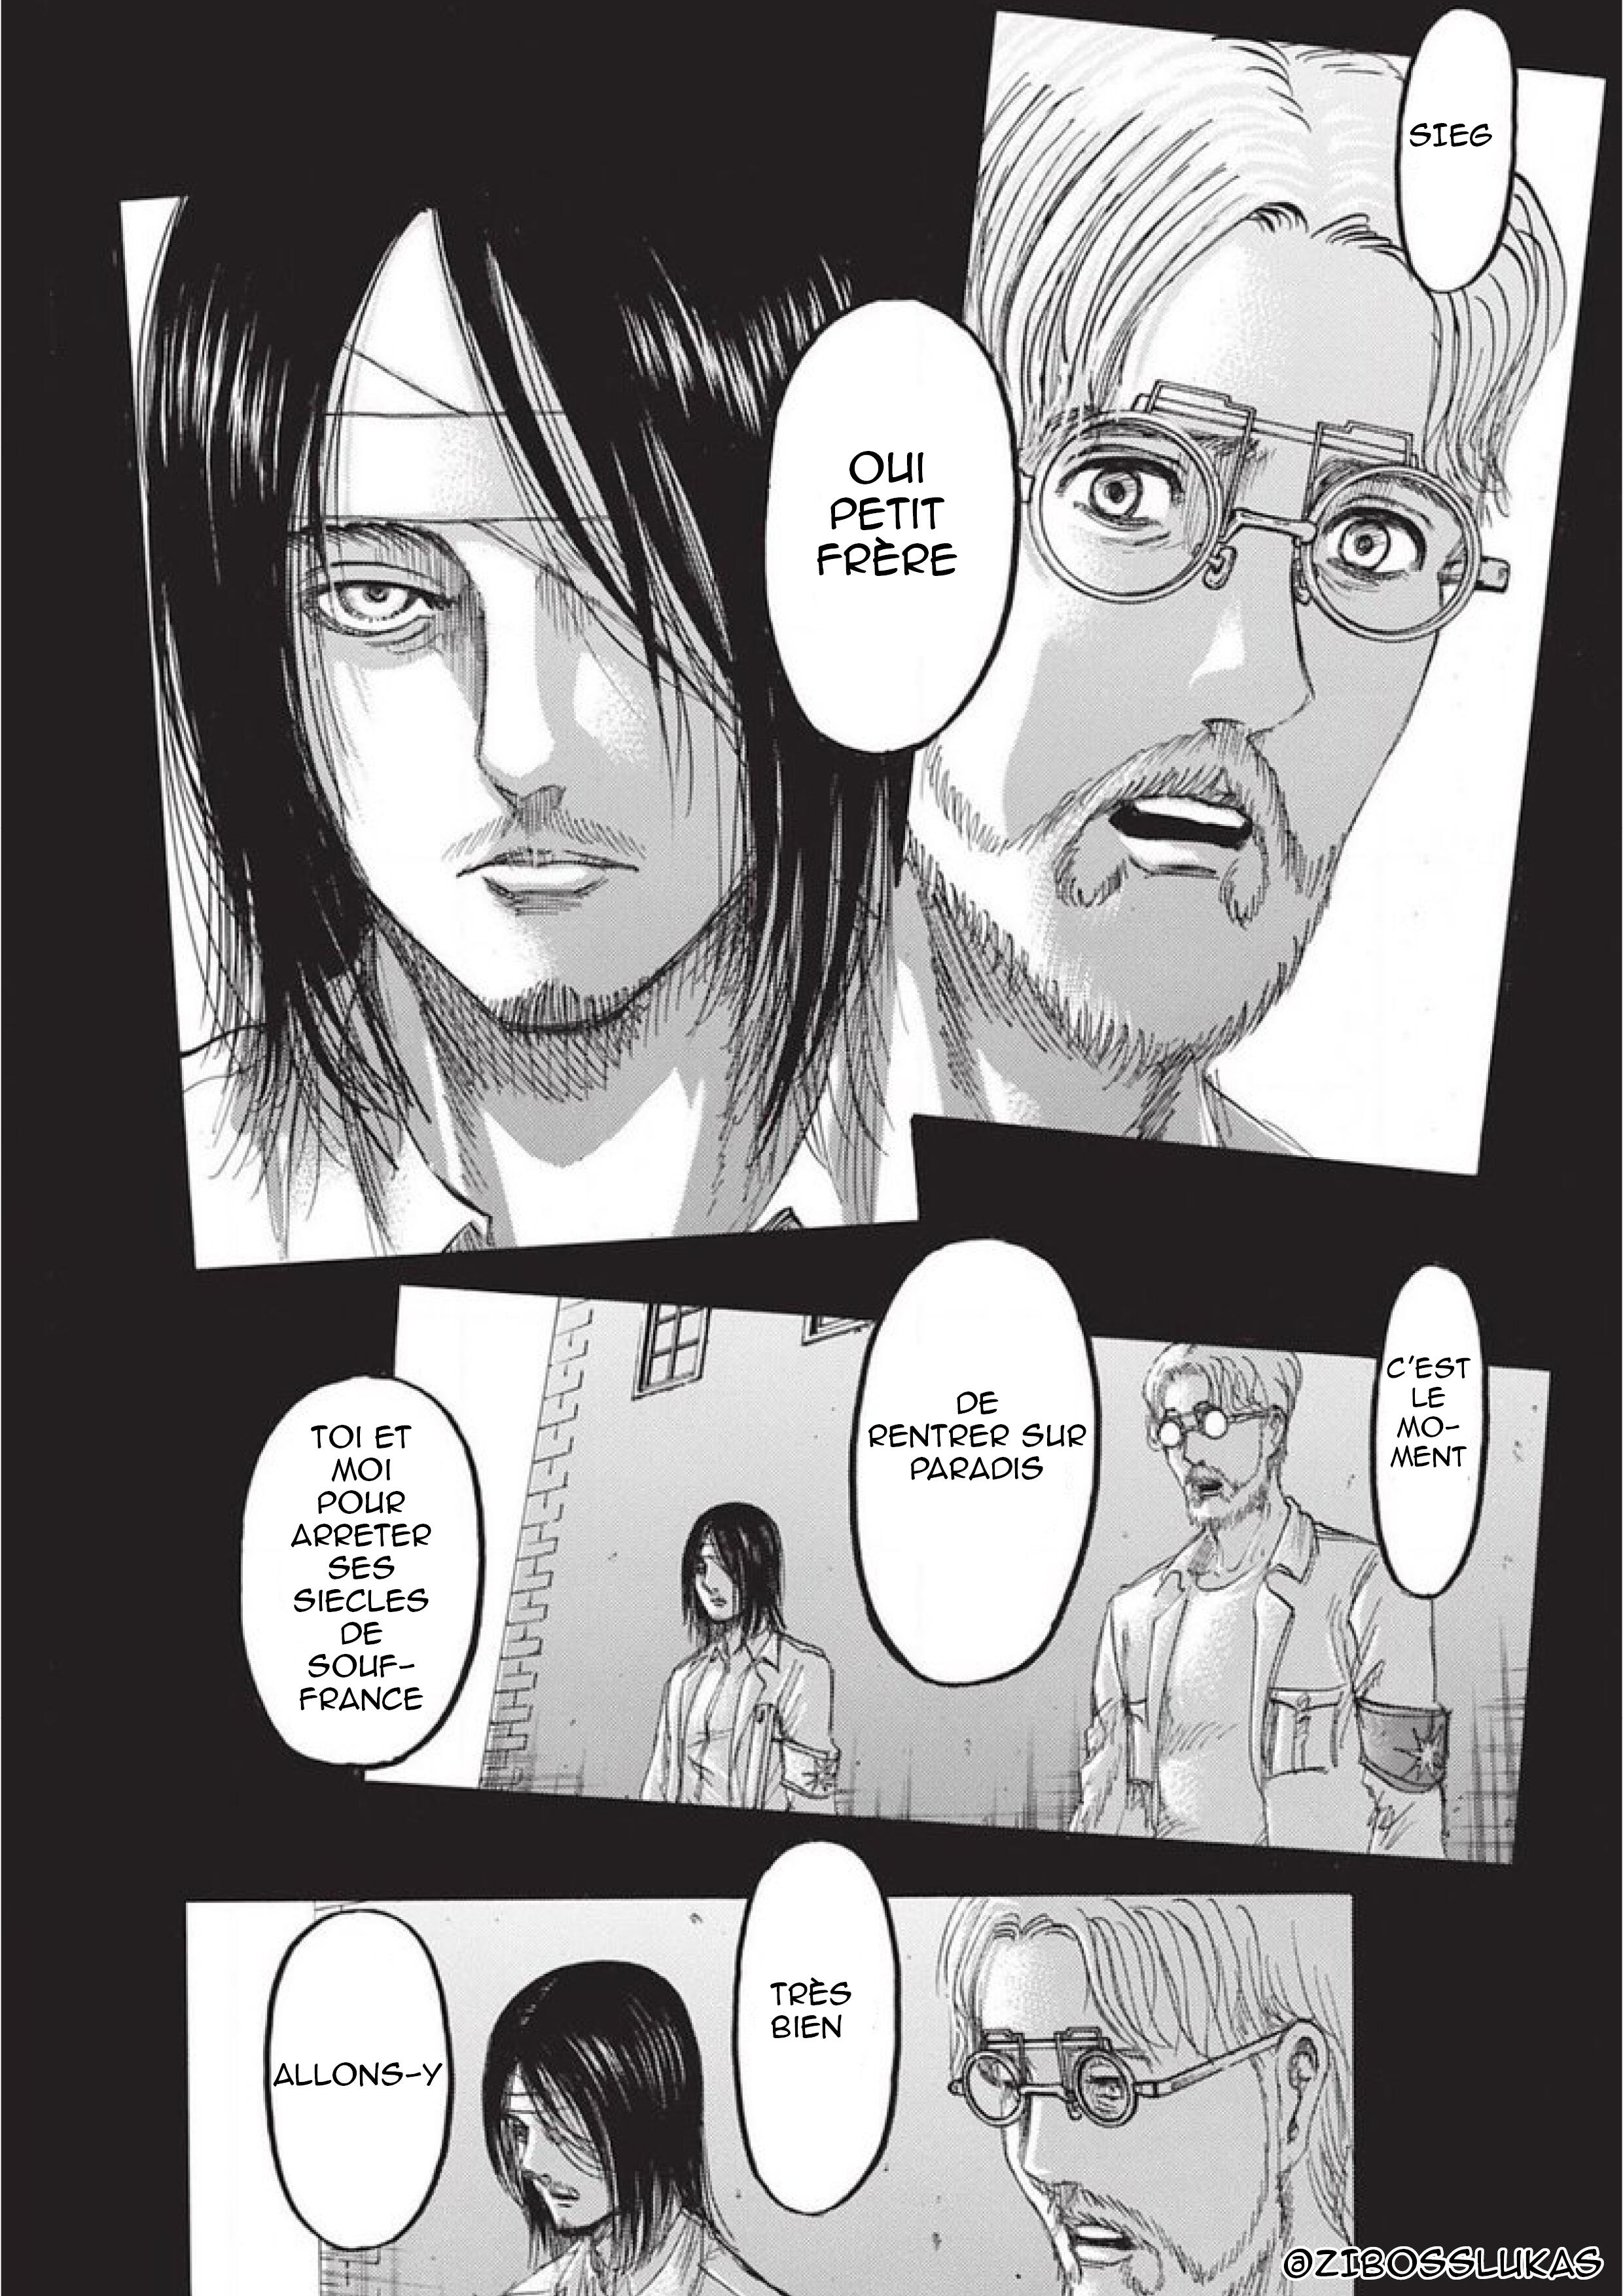 SIEG
OUI
PETIT
FRÈRE
C'EST
LE
MO-
MENT
DE
RENTRER SUR
PARADIS
TOI ET
MOI
POUR
ARRETER
SES
SIECLES
DE
SOUF-
FRANCE
TRÈS
BIEN
ALLONS-Y
@ZIBOSSLUKAS